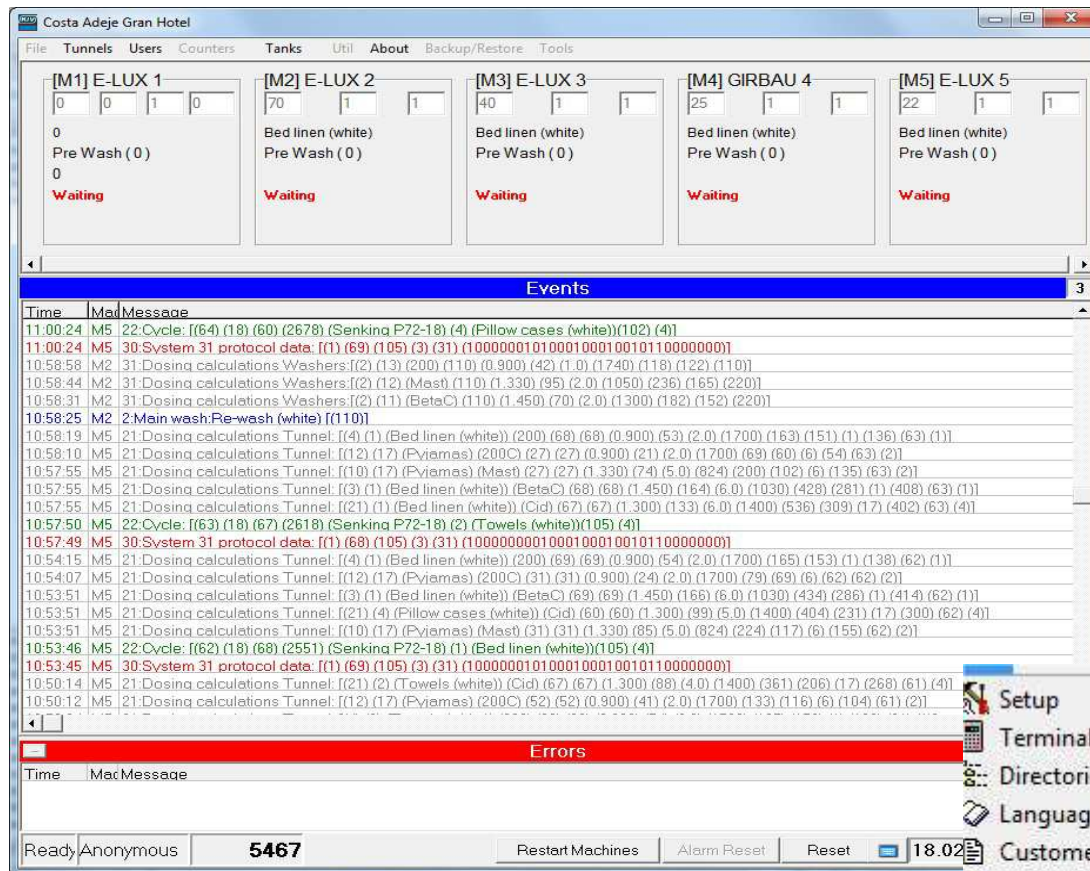 Costa Adeje Gran Hotel
File Tunnels Users Counters Tanks Util About Backup/Restore Tools
[M1] E-LUX 1 [M2] E-LUX 2 [M3] E-LUX 3 [M4] GIRBAU 4 [M5] E-LUX 5
0 0 1 0 70 1 1 40 1 1 25 1 1 22 1 1
0 Bed linen (white) Bed linen (white) Bed linen (white) Bed linen (white)
Pre Wash ( 0 ) Pre Wash ( 0 ) Pre Wash ( 0 ) Pre Wash ( 0 ) Pre Wash ( 0 )
0
Waiting Waiting Waiting Waiting Waiting
Events 3
Time Mac Message
11:00:24 M5 22:Cycle: [(64) (18) (60) (2678) (Senking P72-18) (4) (Pillow cases (white))(102) (4)]
11:00:24 M5 30:System 31 protocol data: [(1) (69) (105) (3) (31) (10000001010001000100101100000000)]
10:58:58 M2 31:Dosing calculations Washers:[(2) (13) (200) (110) (0.900) (42) (1.0) (1740) (118) (122) (110)]
10:58:44 M2 31:Dosing calculations Washers:[(2) (12) (Mast) (110) (1.330) (95) (2.0) (1050) (236) (165) (220)]
10:58:31 M2 31:Dosing calculations Washers:[(2) (11) (BetaC) (110) (1.450) (70) (2.0) (1300) (182) (152) (220)]
10:58:25 M2 2:Main wash:Re-wash (white) [(110)]
10:58:19 M5 21:Dosing calculations Tunnel: [(4) (1) (Bed linen (white)) (200) (68) (68) (0.900) (53) (2.0) (1700) (163) (151) (1) (136) (63) (1)]
10:58:10 M5 21:Dosing calculations Tunnel: [(12) (17) (Pyjamas) (200C) (27) (27) (0.900) (21) (2.0) (1700) (69) (60) (6) (54) (63) (2)]
10:57:55 M5 21:Dosing calculations Tunnel: [(10) (17) (Pyjamas) (Mast) (27) (27) (1.330) (74) (5.0) (824) (200) (102) (6) (135) (63) (2)]
10:57:55 M5 21:Dosing calculations Tunnel: [(3) (1) (Bed linen (white)) (BetaC) (68) (68) (1.450) (164) (6.0) (1030) (428) (281) (1) (408) (63) (1)]
10:57:55 M5 21:Dosing calculations Tunnel: [(21) (1) (Bed linen (white)) (Cid) (67) (67) (1.300) (133) (6.0) (1400) (536) (309) (17) (402) (63) (4)]
10:57:50 M5 22:Cycle: [(63) (18) (67) (2618) (Senking P72-18) (2) (Towels (white))(105) (4)]
10:57:49 M5 30:System 31 protocol data: [(1) (68) (105) (3) (31) (10000000010001000100101100000000)]
10:54:15 M5 21:Dosing calculations Tunnel: [(4) (1) (Bed linen (white)) (200) (69) (69) (0.900) (54) (2.0) (1700) (165) (153) (1) (138) (62) (1)]
10:54:07 M5 21:Dosing calculations Tunnel: [(12) (17) (Pyjamas) (200C) (31) (31) (0.900) (24) (2.0) (1700) (79) (69) (6) (62) (62) (2)]
10:53:51 M5 21:Dosing calculations Tunnel: [(3) (1) (Bed linen (white)) (BetaC) (69) (69) (1.450) (166) (6.0) (1030) (434) (286) (1) (414) (62) (1)]
10:53:51 M5 21:Dosing calculations Tunnel: [(21) (4) (Pillow cases (white)) (Cid) (60) (60) (1.300) (99) (5.0) (1400) (404) (231) (17) (300) (62) (4)]
10:53:51 M5 21:Dosing calculations Tunnel: [(10) (17) (Pyjamas) (Mast) (31) (31) (1.330) (85) (5.0) (824) (224) (117) (6) (155) (62) (2)]
10:53:46 M5 22:Cycle: [(62) (18) (68) (2551) (Senking P72-18) (1) (Bed linen (white))(105) (4)]
10:53:45 M5 30:System 31 protocol data: [(1) (69) (105) (3) (31) (10000001010001000100101100000000)]
10:50:14 M5 21:Dosing calculations Tunnel: [(21) (2) (Towels (white)) (Cid) (67) (67) (1.300) (88) (4.0) (1400) (361) (206) (17) (268) (61) (4)]
10:50:12 M5 21:Dosing calculations Tunnel: [(12) (17) (Pyjamas) (200C) (52) (52) (0.900) (41) (2.0) (1700) (133) (116) (6) (104) (61) (2)]
Setup
Terminal
Directori
Languag
Custome
Errors
Time Mac Message
Ready Anonymous 5467 Restart Machines Alarm Reset Reset 18.02